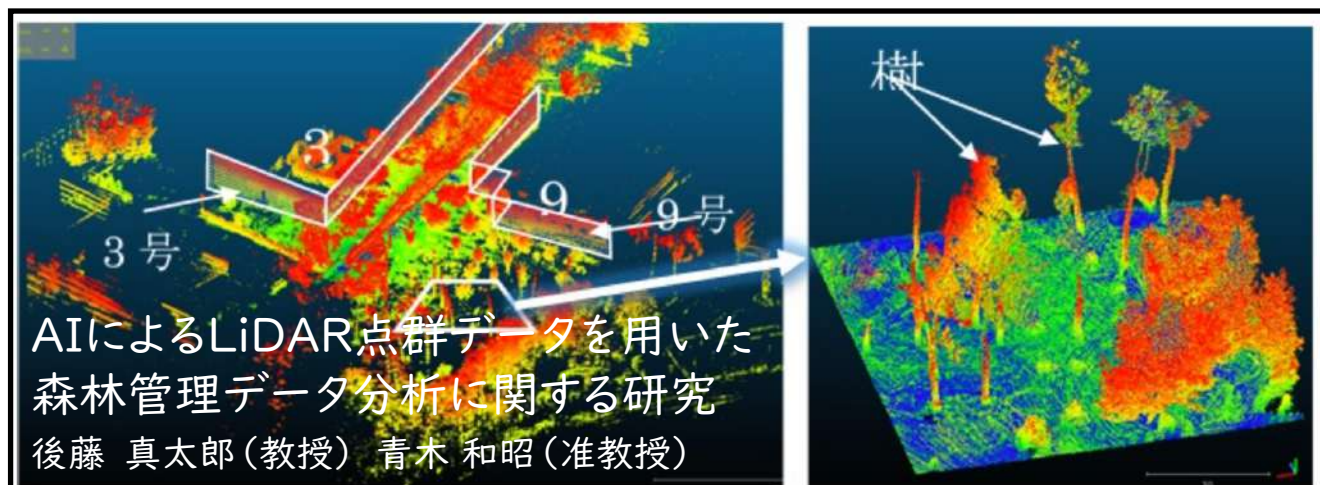 3
3 号
9
9 号
AIによるLiDAR点群データを用いた
森林管理データ分析に関する研究
後藤 真太郎(教授) 青木 和昭(准教授)
樹